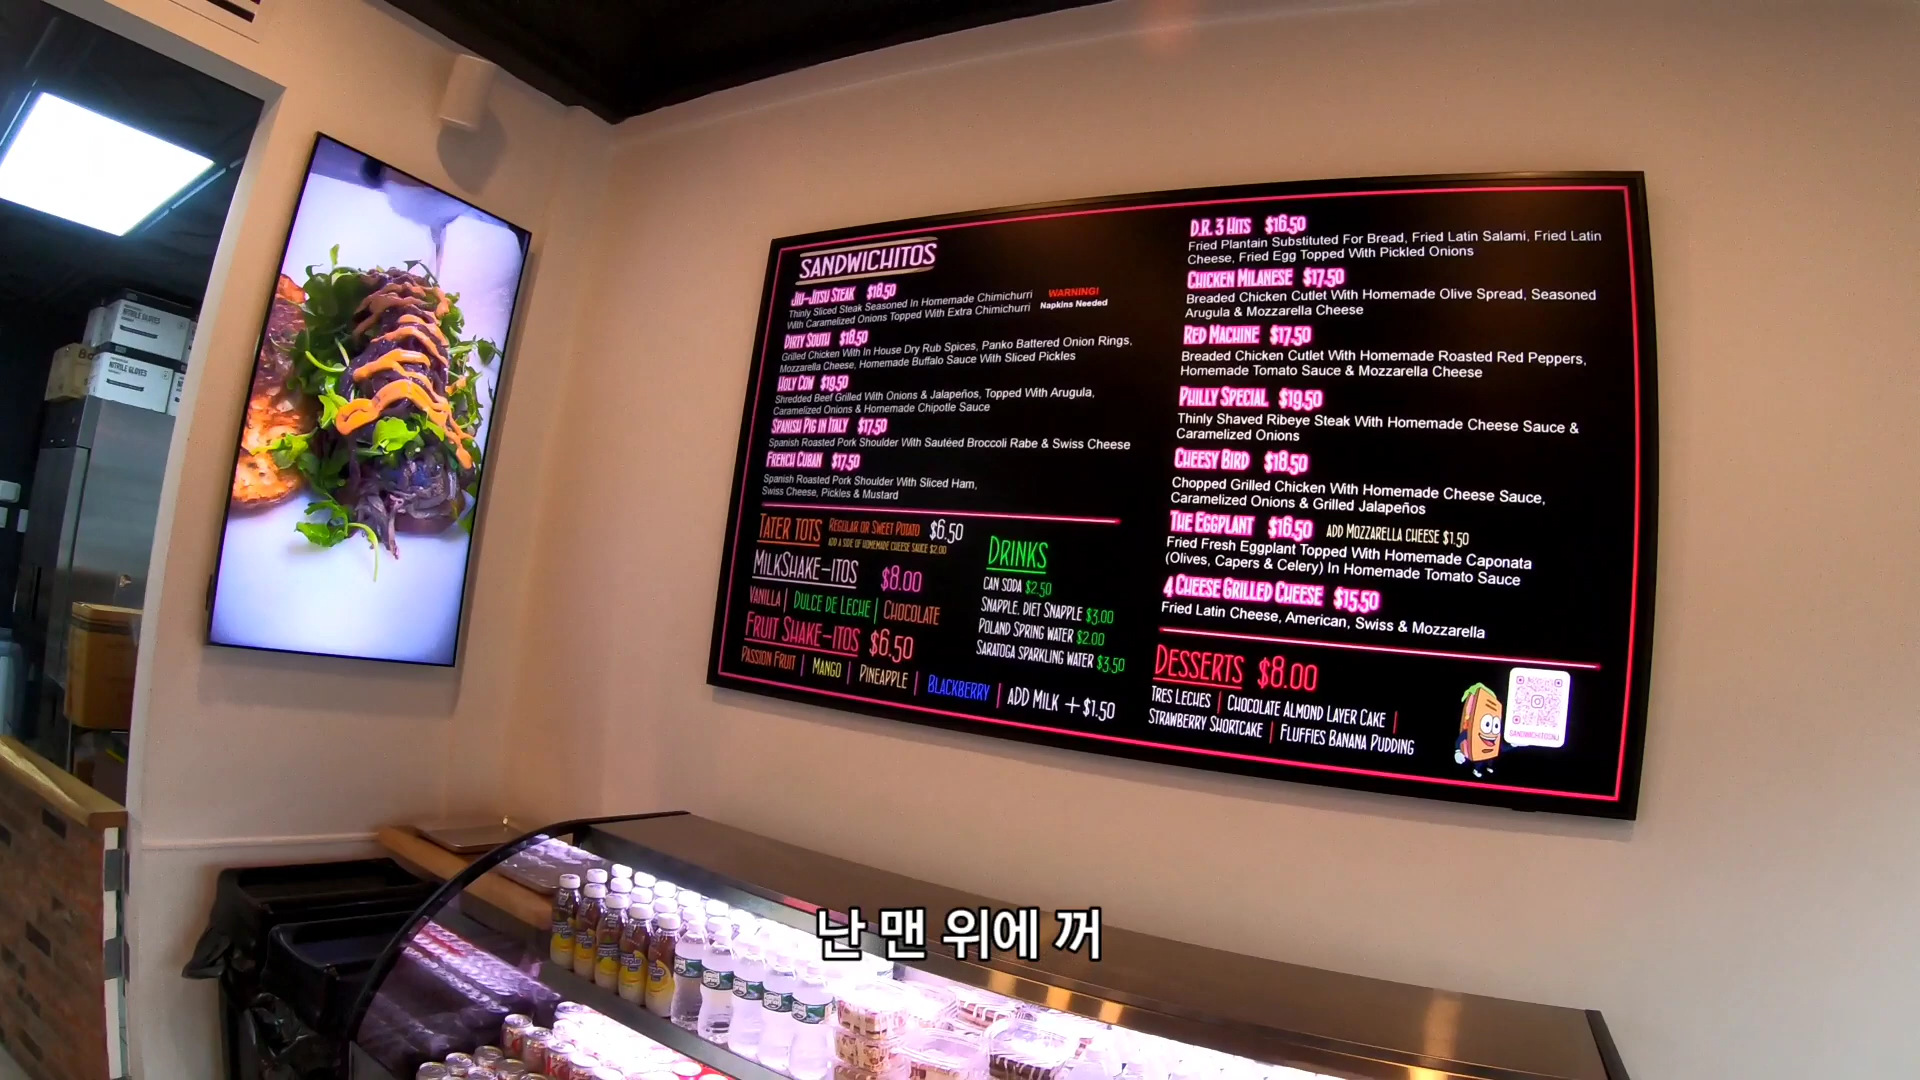 SANDWICHITOS
JIU-JITSU STEAK $18.50
Thinly Sliced Steak Seasoned In Homemade Chimichurri
With Caramelized Onions Topped With Extra Chimichurri
WARNING!
Napkins Needed
DIRTY SOUTH $18.50
Grilled Chicken With In House Dry Rub Spices, Panko Battered Onion Rings,
Mozzarella Cheese, Homemade Buffalo Sauce With Sliced Pickles
HOLY COW $19.50
Shredded Beef Grilled With Onions & Jalapeños, Topped With Arugula,
Caramelized Onions & Homemade Chipotle Sauce
SPANISH PIG IN ITALY $17.50
Spanish Roasted Pork Shoulder With Sautéed Broccoli Rabe & Swiss Cheese
FRENCH CUBAN $17.50
Spanish Roasted Pork Shoulder With Sliced Ham,
Swiss Cheese, Pickles & Mustard
TATER TOTS REGULAR OR SWEET POTATO $6.50
ADD A SIDE OF HOMEMADE CHEESE SAUCE $2.00
MILKSHAKE-ITOS $8.00
VANILLA | DULCE DE LECHE | CHOCOLATE
FRUIT SHAKE-ITOS $6.50
PASSION FRUIT | MANGO | PINEAPPLE | BLACKBERRY | ADD MILK + $1.50
DRINKS
CAN SODA $2.50
SNAPPLE, DIET SNAPPLE $3.00
POLAND SPRING WATER $2.00
SARATOGA SPARKLING WATER $3.50
D.R. 3 HITS $16.50
Fried Plantain Substituted For Bread, Fried Latin Salami, Fried Latin
Cheese, Fried Egg Topped With Pickled Onions
CHICKEN MILANESE $17.50
Breaded Chicken Cutlet With Homemade Olive Spread, Seasoned
Arugula & Mozzarella Cheese
RED MACHINE $17.50
Breaded Chicken Cutlet With Homemade Roasted Red Peppers,
Homemade Tomato Sauce & Mozzarella Cheese
PHILLY SPECIAL $19.50
Thinly Shaved Ribeye Steak With Homemade Cheese Sauce &
Caramelized Onions
CHEESY BIRD $18.50
Chopped Grilled Chicken With Homemade Cheese Sauce,
Caramelized Onions & Grilled Jalapeños
THE EGGPLANT $16.50 ADD MOZZARELLA CHEESE $1.50
Fried Fresh Eggplant Topped With Homemade Caponata
(Olives, Capers & Celery) In Homemade Tomato Sauce
4 CHEESE GRILLED CHEESE $15.50
Fried Latin Cheese, American, Swiss & Mozzarella
DESSERTS $8.00
TRES LECHES | CHOCOLATE ALMOND LAYER CAKE |
STRAWBERRY SHORTCAKE | FLUFFIES BANANA PUDDING
SANDWICHITOSNJ
NITRILE GLOVES
NITRILE GLOVES
난 맨 위에 꺼